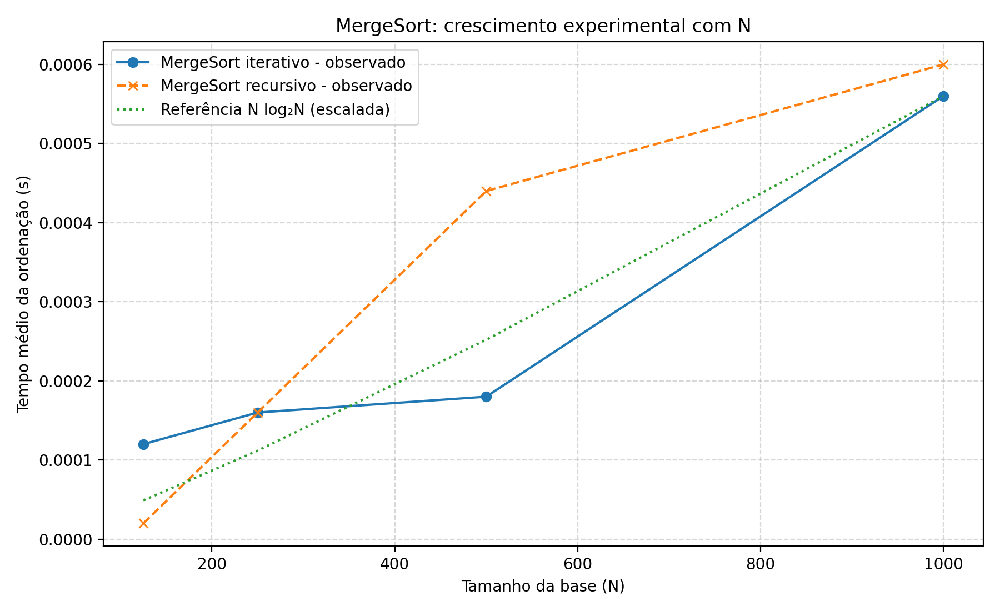 MergeSort: crescimento experimental com N
MergeSort iterativo - observado
MergeSort recursivo - observado
Referência N log₂N (escalada)
Tempo médio da ordenação (s)
0.0006
0.0005
0.0004
0.0003
0.0002
0.0001
0.0000
200 400 600 800 1000
Tamanho da base (N)